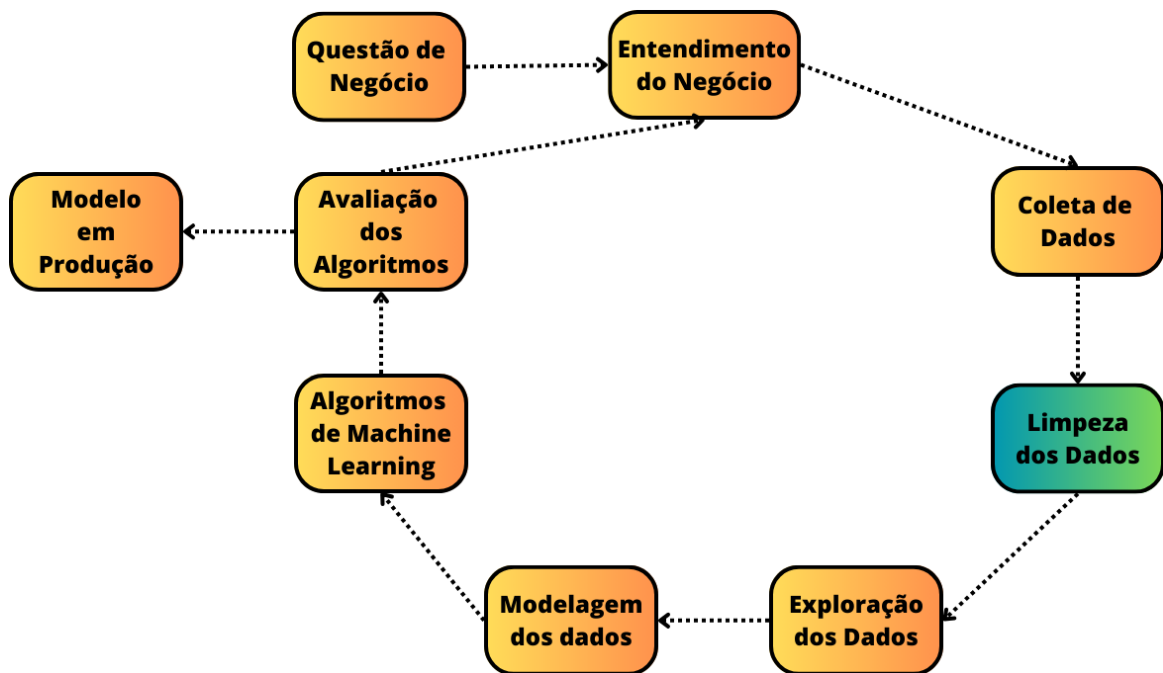 Questão de
Negócio
Entendimento
do Negócio
Coleta de
Dados
Limpeza
dos Dados
Exploração
dos Dados
Modelagem
dos dados
Algoritmos
de Machine
Learning
Avaliação
dos
Algoritmos
Modelo
em
Produção